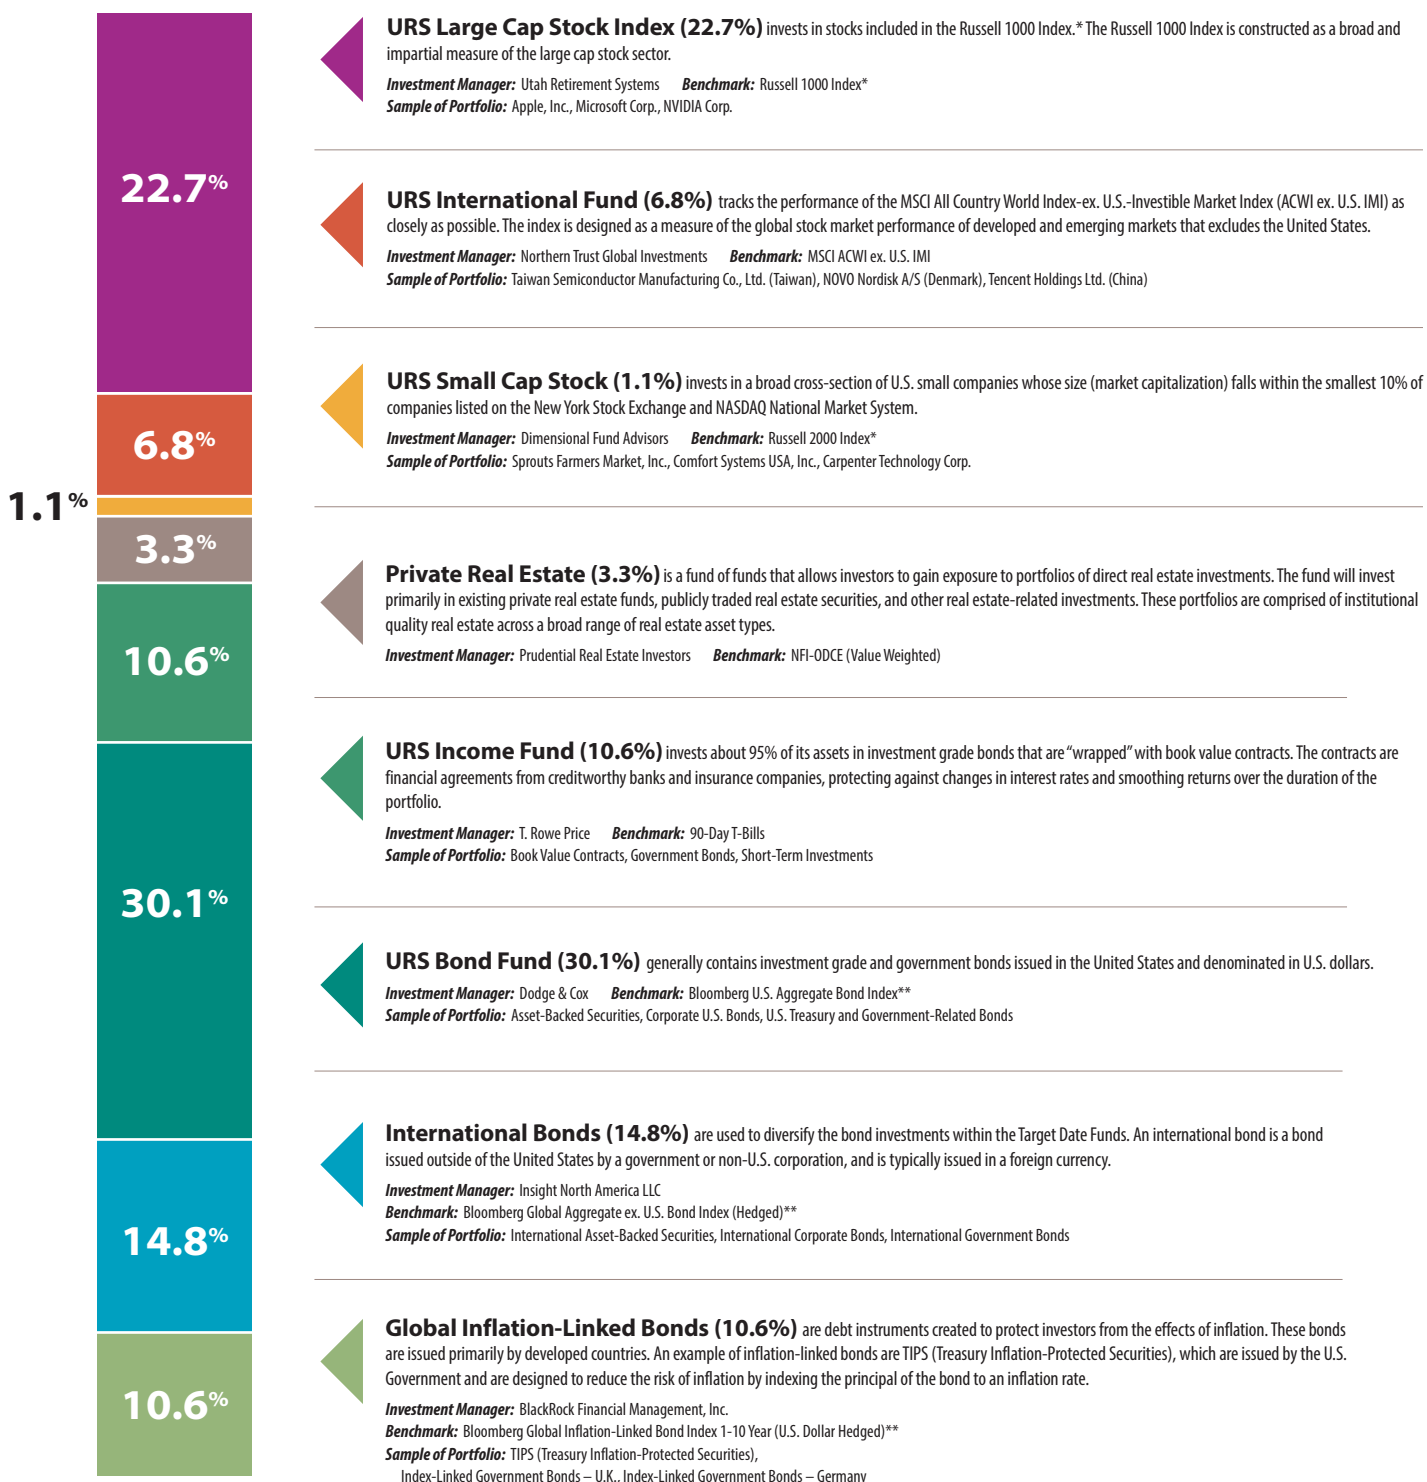 22.7%
6.8%
1.1%
3.3%
10.6%
30.1%
14.8%
10.6%
URS Large Cap Stock Index (22.7%) invests in stocks included in the Russell 1000 Index.* The Russell 1000 Index is constructed as a broad and
impartial measure of the large cap stock sector.
Investment Manager: Utah Retirement Systems Benchmark: Russell 1000 Index*
Sample of Portfolio: Apple, Inc., Microsoft Corp., NVIDIA Corp.
URS International Fund (6.8%) tracks the performance of the MSCI All Country World Index-ex. U.S.-Investible Market Index (ACWI ex. U.S. IMI) as
closely as possible. The index is designed as a measure of the global stock market performance of developed and emerging markets that excludes the United States.
Investment Manager: Northern Trust Global Investments Benchmark: MSCI ACWI ex. U.S. IMI
Sample of Portfolio: Taiwan Semiconductor Manufacturing Co., Ltd. (Taiwan), NOVO Nordisk A/S (Denmark), Tencent Holdings Ltd. (China)
URS Small Cap Stock (1.1%) invests in a broad cross-section of U.S. small companies whose size (market capitalization) falls within the smallest 10% of
companies listed on the New York Stock Exchange and NASDAQ National Market System.
Investment Manager: Dimensional Fund Advisors Benchmark: Russell 2000 Index*
Sample of Portfolio: Sprouts Farmers Market, Inc., Comfort Systems USA, Inc., Carpenter Technology Corp.
Private Real Estate (3.3%) is a fund of funds that allows investors to gain exposure to portfolios of direct real estate investments. The fund will invest
primarily in existing private real estate funds, publicly traded real estate securities, and other real estate-related investments. These portfolios are comprised of institutional
quality real estate across a broad range of real estate asset types.
Investment Manager: Prudential Real Estate Investors Benchmark: NFI-ODCE (Value Weighted)
URS Income Fund (10.6%) invests about 95% of its assets in investment grade bonds that are “wrapped” with book value contracts. The contracts are
financial agreements from creditworthy banks and insurance companies, protecting against changes in interest rates and smoothing returns over the duration of the
portfolio.
Investment Manager: T. Rowe Price Benchmark: 90-Day T-Bills
Sample of Portfolio: Book Value Contracts, Government Bonds, Short-Term Investments
URS Bond Fund (30.1%) generally contains investment grade and government bonds issued in the United States and denominated in U.S. dollars.
Investment Manager: Dodge & Cox Benchmark: Bloomberg U.S. Aggregate Bond Index**
Sample of Portfolio: Asset-Backed Securities, Corporate U.S. Bonds, U.S. Treasury and Government-Related Bonds
International Bonds (14.8%) are used to diversify the bond investments within the Target Date Funds. An international bond is a bond
issued outside of the United States by a government or non-U.S. corporation, and is typically issued in a foreign currency.
Investment Manager: Insight North America LLC
Benchmark: Bloomberg Global Aggregate ex. U.S. Bond Index (Hedged)**
Sample of Portfolio: International Asset-Backed Securities, International Corporate Bonds, International Government Bonds
Global Inflation-Linked Bonds (10.6%) are debt instruments created to protect investors from the effects of inflation. These bonds
are issued primarily by developed countries. An example of inflation-linked bonds are TIPS (Treasury Inflation-Protected Securities), which are issued by the U.S.
Government and are designed to reduce the risk of inflation by indexing the principal of the bond to an inflation rate.
Investment Manager: BlackRock Financial Management, Inc.
Benchmark: Bloomberg Global Inflation-Linked Bond Index 1-10 Year (U.S. Dollar Hedged)**
Sample of Portfolio: TIPS (Treasury Inflation-Protected Securities),
Index-Linked Government Bonds – U.K., Index-Linked Government Bonds – Germany